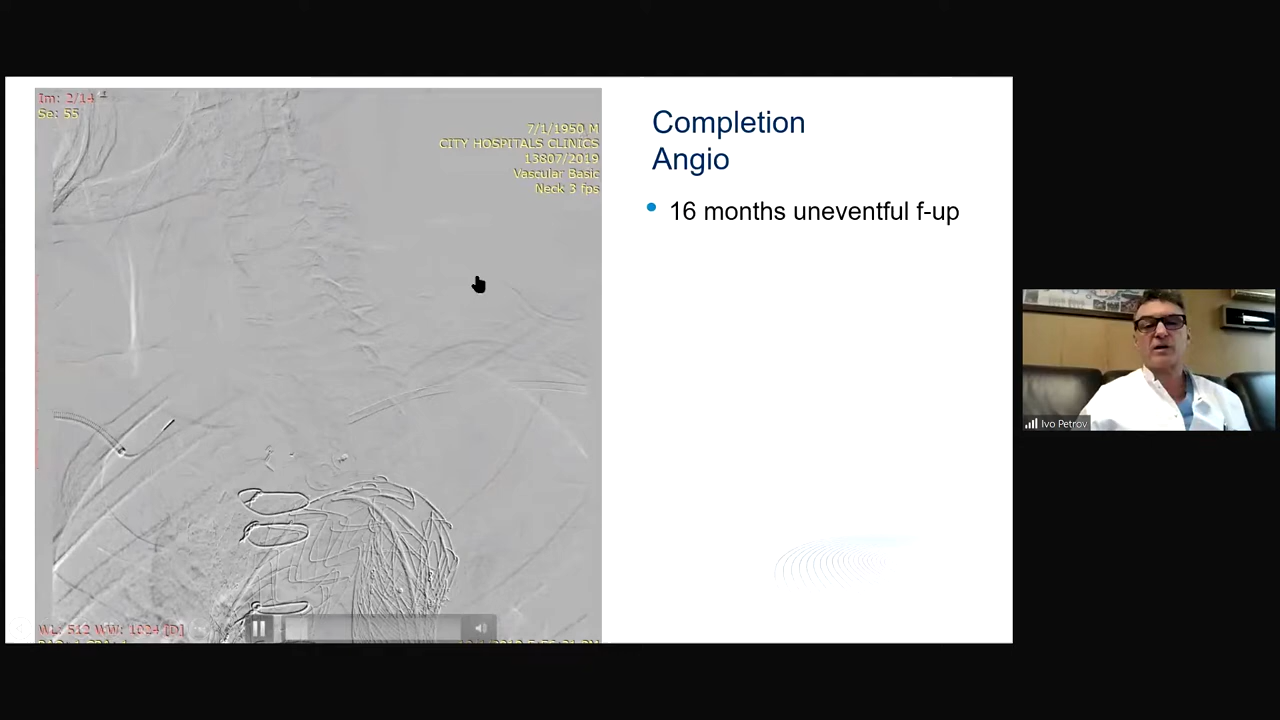 Im: 2/14
Se: 55
7/1/1950 M
CITY HOSPITALS CLINICS
13807/2019
Vascular Basic
Neck 3 fps
WL: 512 WW: 1024 [D]
Completion
Angio
16 months uneventful f-up
Ivo Petrov